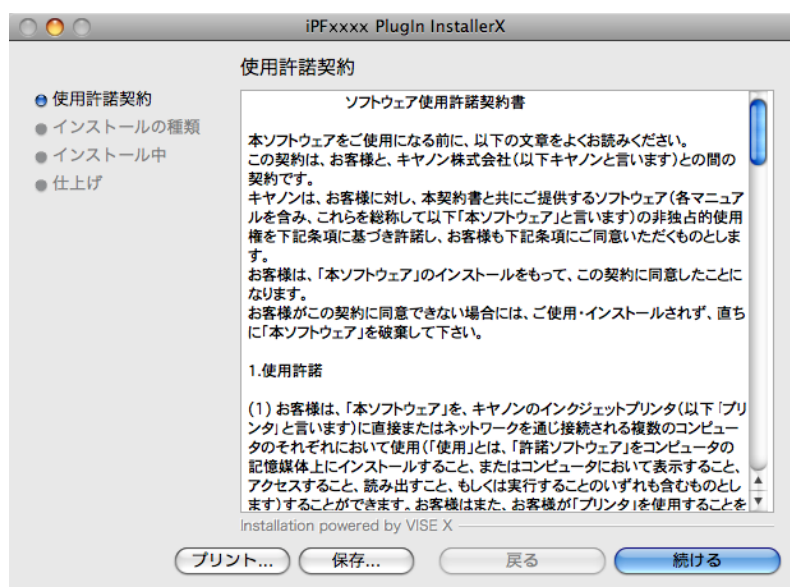 iPFxxxx PlugIn InstallerX
使用許諾契約
使用許諾契約
インストールの種類
インストール中
仕上げ
ソフトウェア使用許諾契約書
本ソフトウェアをご使用になる前に、以下の文章をよくお読みください。
この契約は、お客様と、キヤノン株式会社(以下キヤノンと言います)との間の
契約です。
キヤノンは、お客様に対し、本契約書と共にご提供するソフトウェア(各マニュア
ルを含み、これらを総称して以下「本ソフトウェア」と言います)の非独占的使用
権を下記条項に基づき許諾し、お客様も下記条項にご同意いただくものとしま
す。
お客様は、「本ソフトウェア」のインストールをもって、この契約に同意したことに
なります。
お客様がこの契約に同意できない場合には、ご使用・インストールされず、直ち
に「本ソフトウェア」を破棄して下さい。
1.使用許諾
(1) お客様は、「本ソフトウェア」を、キヤノンのインクジェットプリンタ(以下「プリ
ンタ」と言います)に直接またはネットワークを通じ接続される複数のコンピュー
タのそれぞれにおいて使用(「使用」とは、「許諾ソフトウェア」をコンピュータの
記憶媒体上にインストールすること、またはコンピュータにおいて表示すること、
アクセスすること、読み出すこと、もしくは実行することのいずれも含むものとし
ます)することができます。お客様はまた、お客様が「プリンタ」を使用することを
Installation powered by VISE X
プリント...
保存...
戻る
続ける